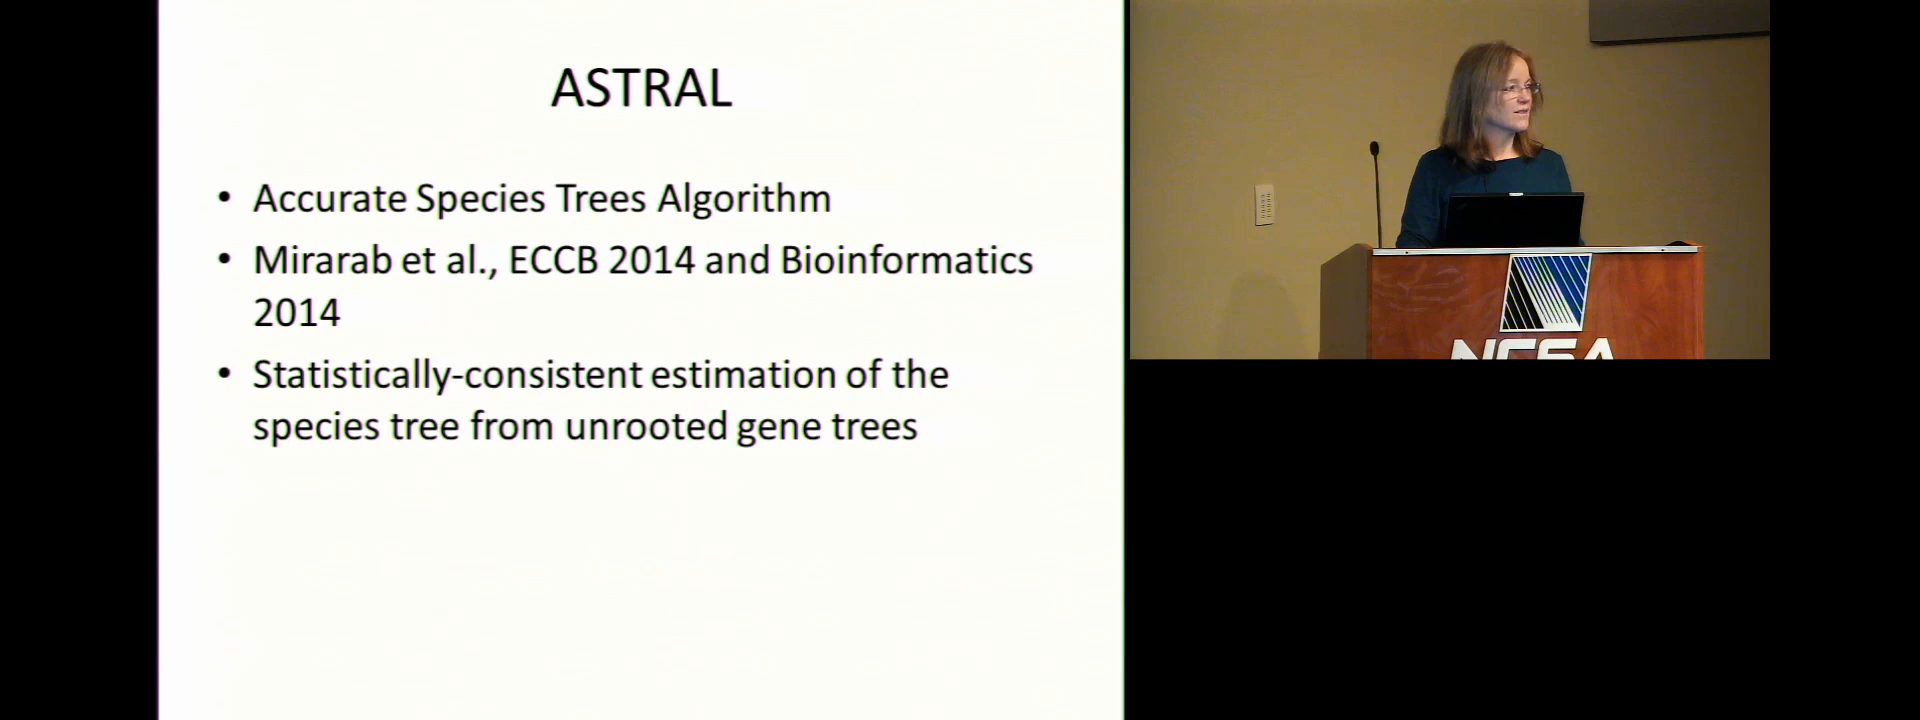 ASTRAL
• Accurate Species Trees Algorithm
• Mirarab et al., ECCB 2014 and Bioinformatics
2014
• Statistically-consistent estimation of the
species tree from unrooted gene trees
NCSA